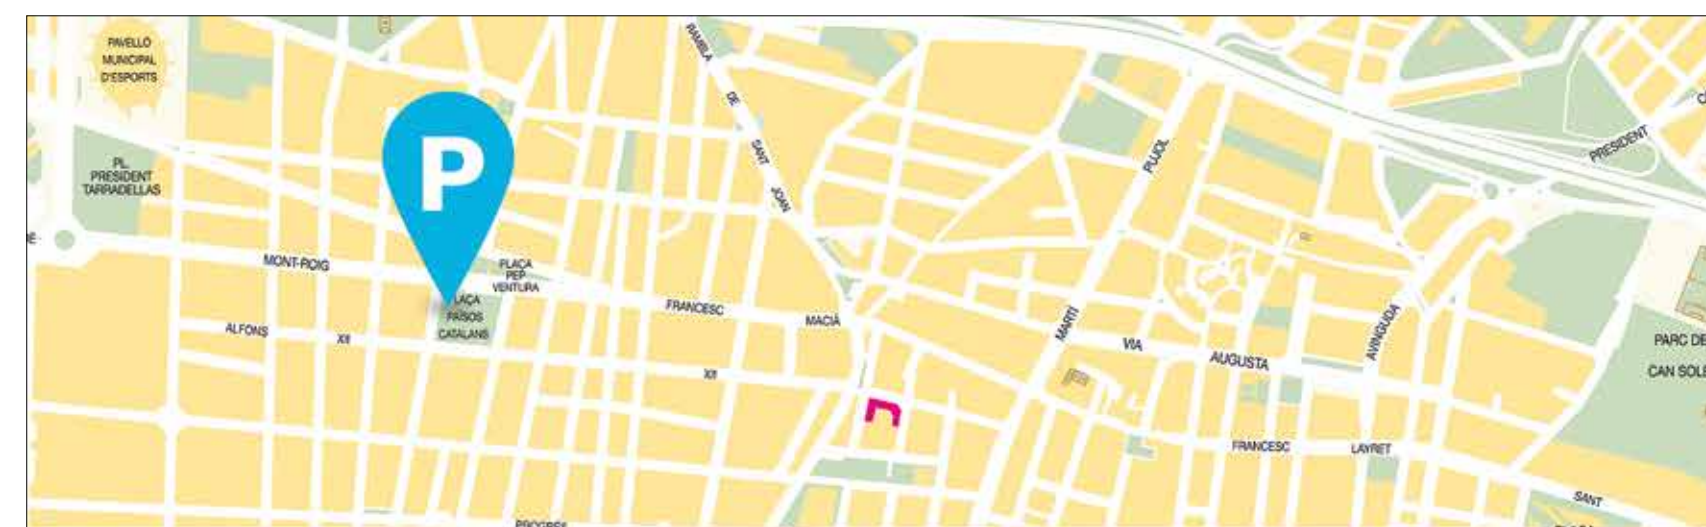 PAVELLÓ
MUNICIPAL
D'ESPORTS
RAMBLA
DE
SANT
JOAN
P
PUJOL
PRESIDENT
PL.
PRESIDENT
TARRADELLAS
MONT-ROIG
PLAÇA
PEP
VENTURA
LAÇA
PAÏSOS
CATALANS
FRANCESC
MACIÀ
ALFONS
XII
XII
MARTÍ
VIA
AUGUSTA
AVINGUDA
PARC DE
CAN SOLE
FRANCESC
LAYRET
SANT
PROGRÉS